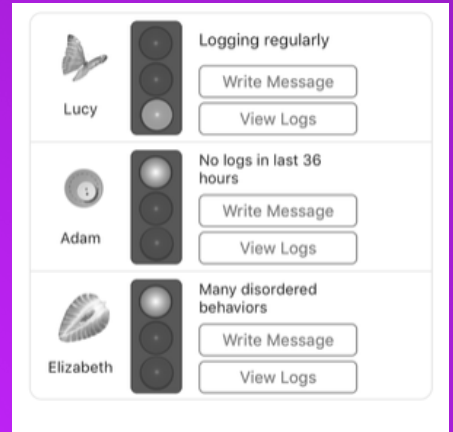 Logging regularly
Write Message
Lucy
View Logs
No logs in last 36
hours
Write Message
Adam
View Logs
Many disordered
behaviors
Write Message
Elizabeth
View Logs